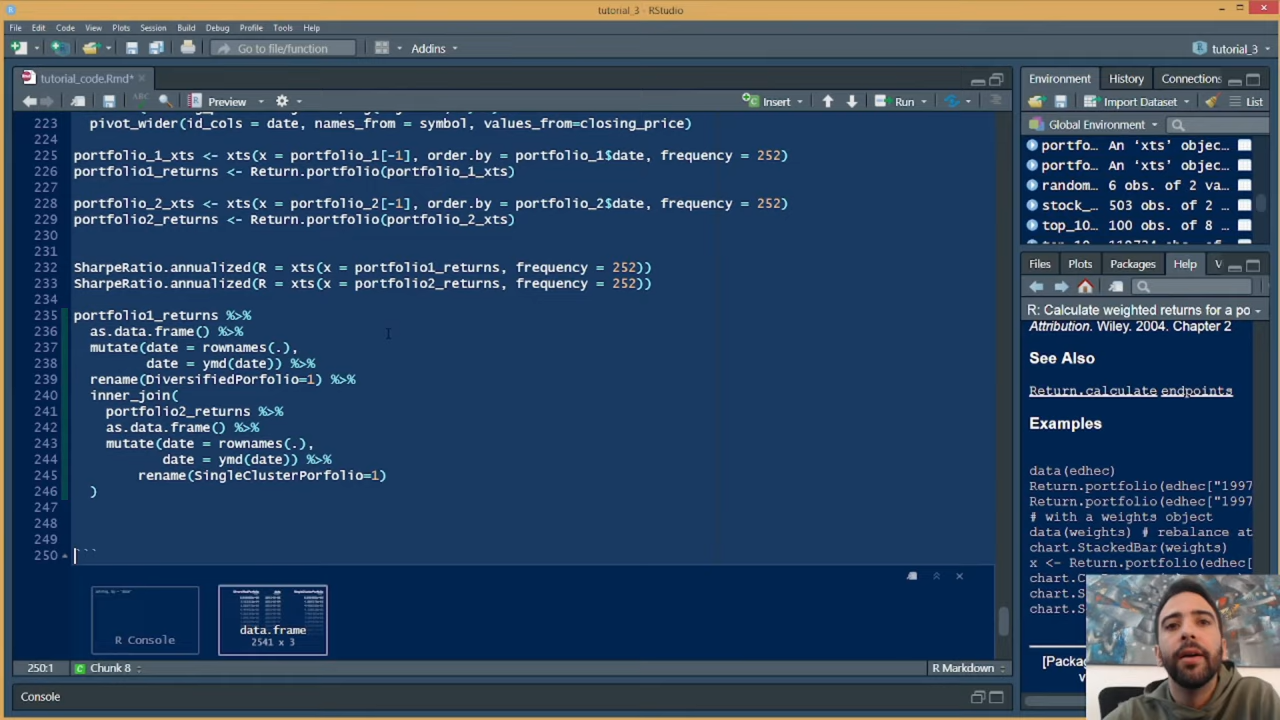 tutorial_3 - RStudio
File Edit Code View Plots Session Build Debug Profile Tools Help
Go to file/function Addins tutorial_3
tutorial_code.Rmd*
Preview Insert Run
223 pivot_wider(id_cols = date, names_from = symbol, values_from=closing_price)
224
225 portfolio_1_xts <- xts(x = portfolio_1[-1], order.by = portfolio_1$date, frequency = 252)
226 portfolio1_returns <- Return.portfolio(portfolio_1_xts)
227
228 portfolio_2_xts <- xts(x = portfolio_2[-1], order.by = portfolio_2$date, frequency = 252)
229 portfolio2_returns <- Return.portfolio(portfolio_2_xts)
230
231
232 SharpeRatio.annualized(R = xts(x = portfolio1_returns, frequency = 252))
233 SharpeRatio.annualized(R = xts(x = portfolio2_returns, frequency = 252))
234
235 portfolio1_returns %>%
236 as.data.frame() %>%
237 mutate(date = rownames(.),
238 date = ymd(date)) %>%
239 rename(DiversifiedPorfolio=1) %>%
240 inner_join(
241 portfolio2_returns %>%
242 as.data.frame() %>%
243 mutate(date = rownames(.),
244 date = ymd(date)) %>%
245 rename(SingleClusterPorfolio=1)
246 )
247
248
249
250 ```
R Console
data.frame
2541 x 3
250:1 Chunk 8 R Markdown
Console
Environment History Connections
Import Dataset List
Global Environment
portfo… An ‘xts’ objec…
portfo… An ‘xts’ objec…
random… 6 obs. of 2 va…
stock_… 503 obs. of 2 …
top_10… 100 obs. of 8 …
Files Plots Packages Help V
R: Calculate weighted returns for a po
Attribution. Wiley. 2004. Chapter 2
See Also
Return.calculate endpoints
Examples
data(edhec)
Return.portfolio(edhec["1997
Return.portfolio(edhec["1997
# with a weights object
data(weights) # rebalance at
chart.StackedBar(weights)
x <- Return.portfolio(edhec[
chart.C
chart.S
chart.S
[Packag
v